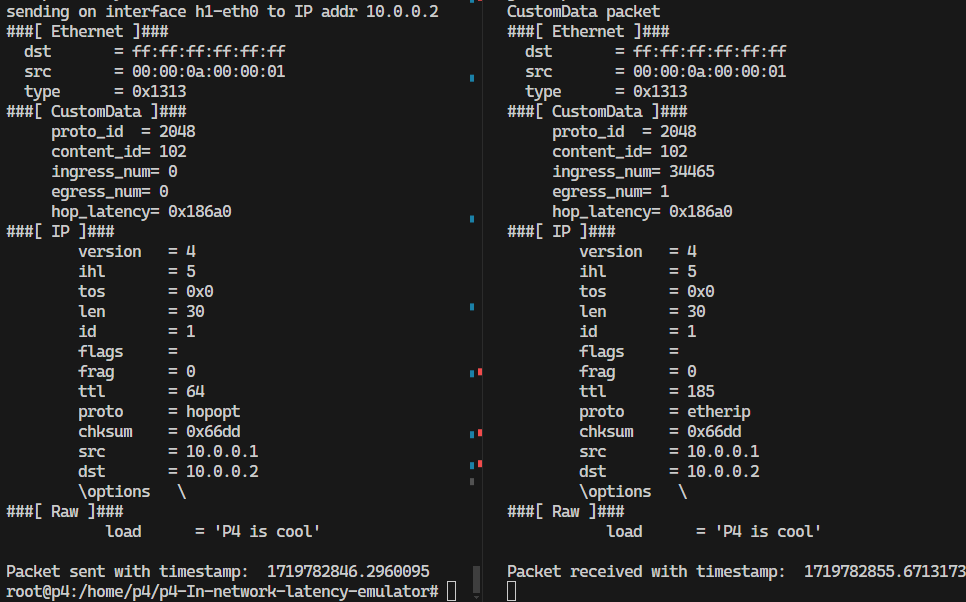 sending on interface h1-eth0 to IP addr 10.0.0.2
###[ Ethernet ]###
  dst       = ff:ff:ff:ff:ff:ff
  src       = 00:00:0a:00:00:01
  type      = 0x1313
###[ CustomData ]###
     proto_id  = 2048
     content_id= 102
     ingress_num= 0
     egress_num= 0
     hop_latency= 0x186a0
###[ IP ]###
        version   = 4
        ihl       = 5
        tos       = 0x0
        len       = 30
        id        = 1
        flags     =
        frag      = 0
        ttl       = 64
        proto     = hopopt
        chksum    = 0x66dd
        src       = 10.0.0.1
        dst       = 10.0.0.2
        \options   \
###[ Raw ]###
           load      = 'P4 is cool'
Packet sent with timestamp:  1719782846.2960095
root@p4:/home/p4/p4-In-network-latency-emulator#
CustomData packet
###[ Ethernet ]###
  dst       = ff:ff:ff:ff:ff:ff
  src       = 00:00:0a:00:00:01
  type      = 0x1313
###[ CustomData ]###
     proto_id  = 2048
     content_id= 102
     ingress_num= 34465
     egress_num= 1
     hop_latency= 0x186a0
###[ IP ]###
        version   = 4
        ihl       = 5
        tos       = 0x0
        len       = 30
        id        = 1
        flags     =
        frag      = 0
        ttl       = 185
        proto     = etherip
        chksum    = 0x66dd
        src       = 10.0.0.1
        dst       = 10.0.0.2
        \options   \
###[ Raw ]###
           load      = 'P4 is cool'
Packet received with timestamp:  1719782855.6713173